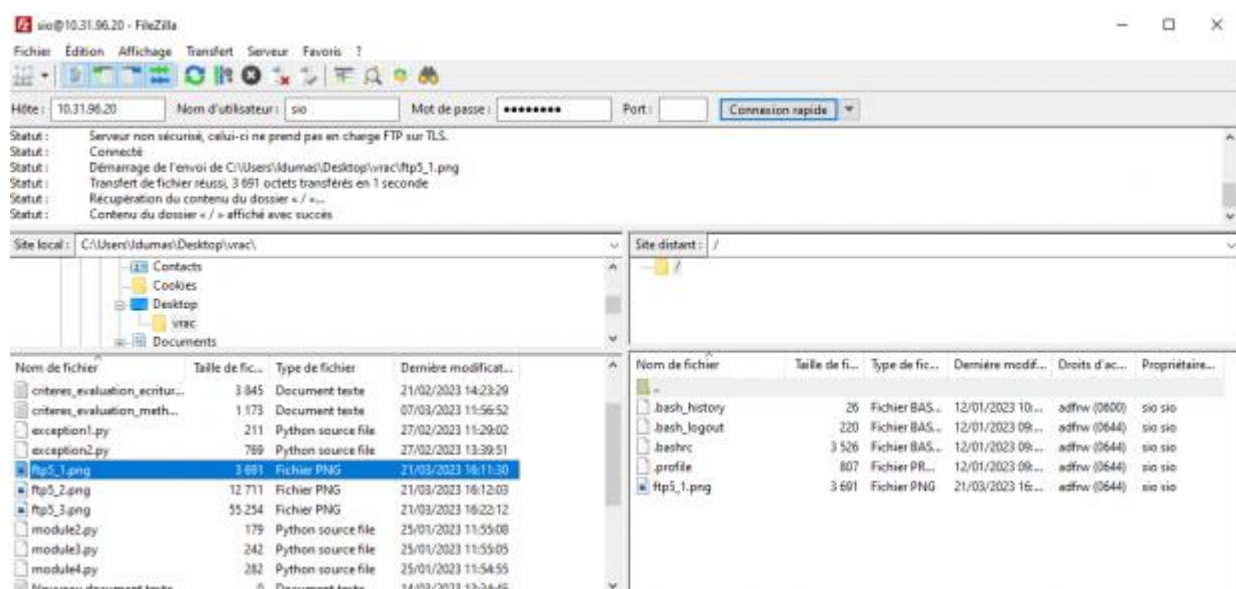 sio@10.31.96.20 - FileZilla
Fichier Édition Affichage Transfert Serveur Favoris ?
Hôte : 10.31.96.20 Nom d'utilisateur : sio Mot de passe : ●●●●●●●● Port : Connexion rapide
Statut : Serveur non sécurisé, celui-ci ne prend pas en charge FTP sur TLS.
Statut : Connecté
Statut : Démarrage de l'envoi de C:\Users\ldumas\Desktop\vrac\ftp5_1.png
Statut : Transfert de fichier réussi, 3 691 octets transférés en 1 seconde
Statut : Récupération du contenu du dossier « / »...
Statut : Contenu du dossier « / » affiché avec succès
Site local : C:\Users\ldumas\Desktop\vrac\ Site distant : /
Contacts /
Cookies
Desktop
vrac
Documents
Nom de fichier Taille de fic... Type de fichier Dernière modificat... Nom de fichier Taille de fi... Type de fic... Dernière modif... Droits d'ac... Propriétaire...
criteres_evaluation_ecritur... 3 845 Document texte 21/02/2023 14:23:29 ..
criteres_evaluation_meth... 1 173 Document texte 07/03/2023 11:56:52 .bash_history 26 Fichier BAS... 12/01/2023 10:... adfrw (0600) sio sio
exception1.py 211 Python source file 27/02/2023 11:29:02 .bash_logout 220 Fichier BAS... 12/01/2023 09:... adfrw (0644) sio sio
exception2.py 769 Python source file 27/02/2023 13:39:51 .bashrc 3 526 Fichier BAS... 12/01/2023 09:... adfrw (0644) sio sio
ftp5_1.png 3 691 Fichier PNG 21/03/2023 16:11:30 .profile 807 Fichier PR... 12/01/2023 09:... adfrw (0644) sio sio
ftp5_2.png 12 711 Fichier PNG 21/03/2023 16:12:03 ftp5_1.png 3 691 Fichier PNG 21/03/2023 16:... adfrw (0644) sio sio
ftp5_3.png 55 254 Fichier PNG 21/03/2023 16:22:12
module2.py 179 Python source file 25/01/2023 11:55:08
module3.py 242 Python source file 25/01/2023 11:55:05
module4.py 282 Python source file 25/01/2023 11:54:55
Nouveau document texte 0 Document texte 14/03/2023